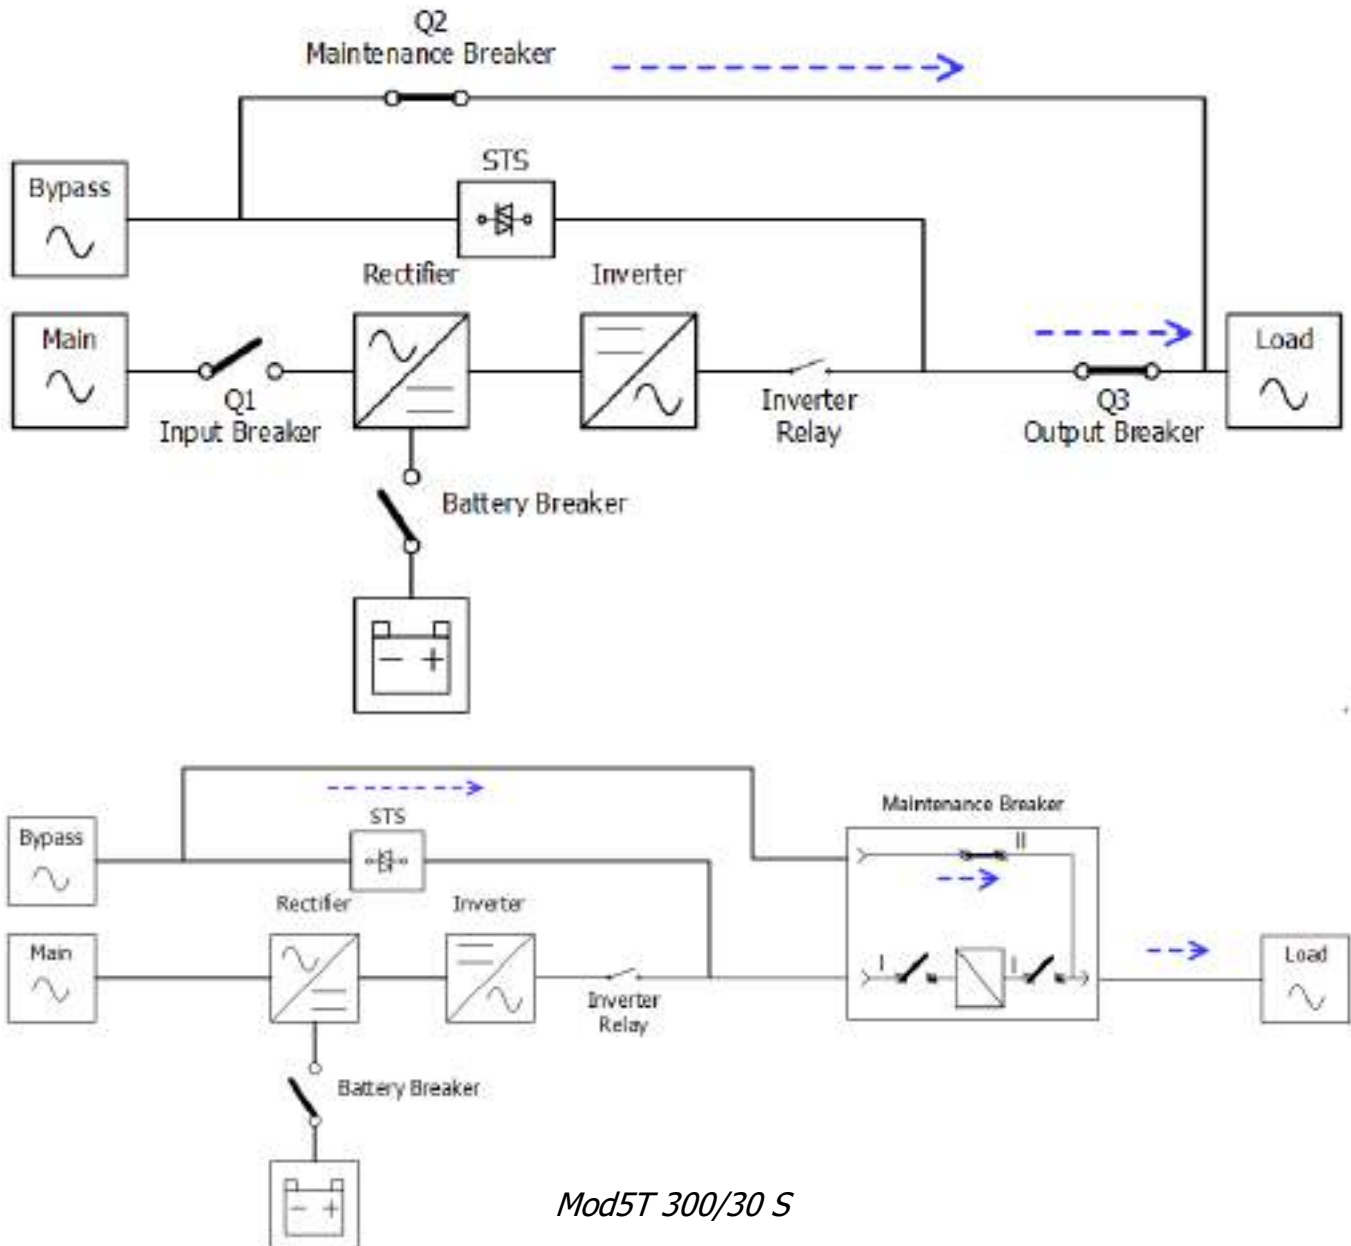 Q2
Maintenance Breaker
STS
Bypass
Rectifier
Inverter
Main
Q1
Input Breaker
Inverter
Relay
Q3
Output Breaker
Load
Battery Breaker
- +
Maintenance Breaker
STS
Bypass
II
Rectifier
Inverter
Main
I
I
Load
Inverter
Relay
Battery Breaker
- +
Mod5T 300/30 S